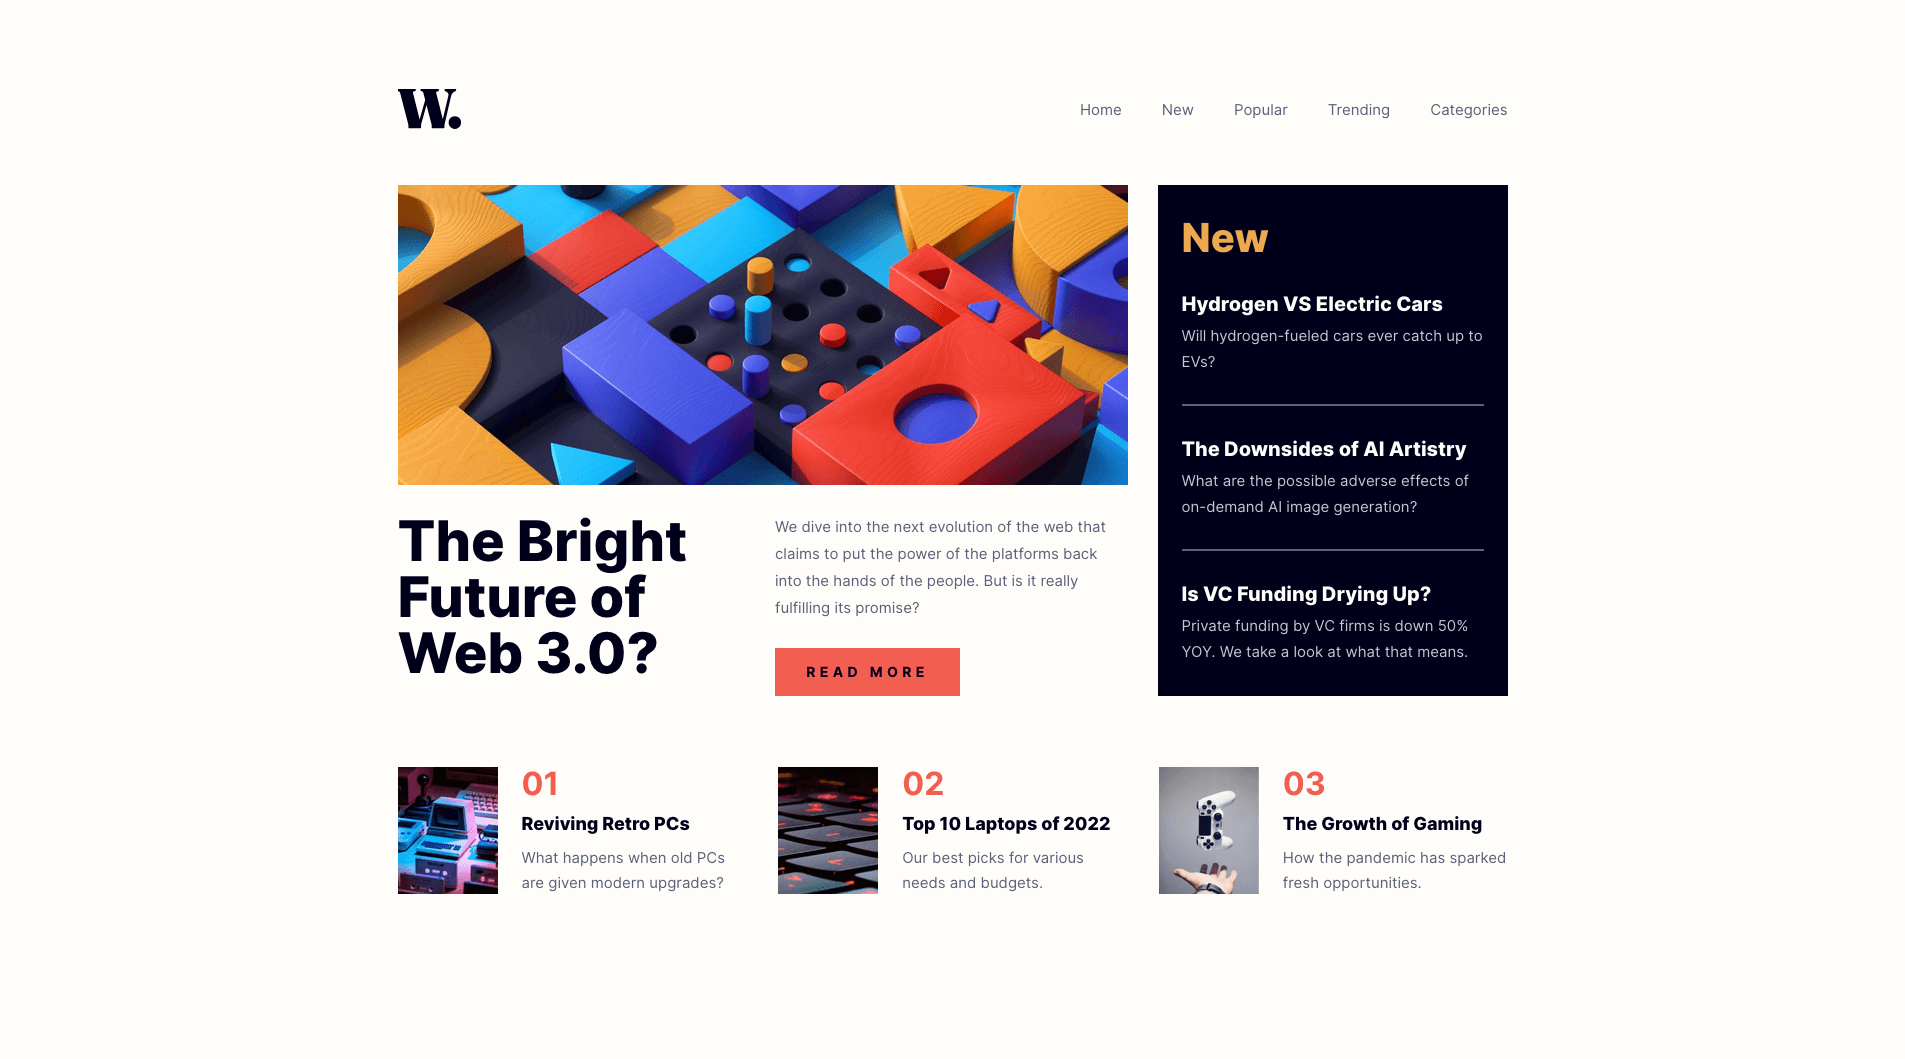 W.
Home New Popular Trending Categories
The Bright
Future of
Web 3.0?
We dive into the next evolution of the web that
claims to put the power of the platforms back
into the hands of the people. But is it really
fulfilling its promise?
READ MORE
New
Hydrogen VS Electric Cars
Will hydrogen-fueled cars ever catch up to
EVs?
The Downsides of AI Artistry
What are the possible adverse effects of
on-demand AI image generation?
Is VC Funding Drying Up?
Private funding by VC firms is down 50%
YOY. We take a look at what that means.
01
Reviving Retro PCs
What happens when old PCs
are given modern upgrades?
02
Top 10 Laptops of 2022
Our best picks for various
needs and budgets.
03
The Growth of Gaming
How the pandemic has sparked
fresh opportunities.